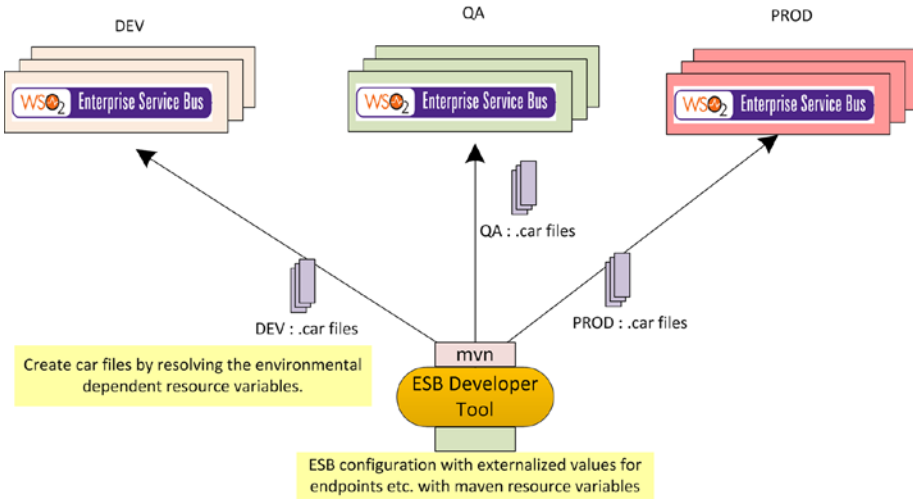 DEV
QA
PROD
WSO2 Enterprise Service Bus
WSO2 Enterprise Service Bus
WSO2 Enterprise Service Bus
QA : .car files
DEV : .car files
PROD : .car files
mvn
Create car files by resolving the environmental
dependent resource variables.
ESB Developer
Tool
ESB configuration with externalized values for
endpoints etc. with maven resource variables